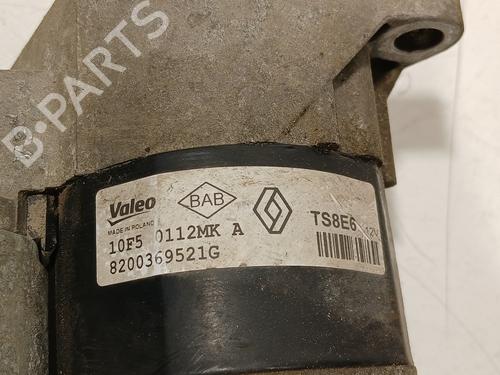 B-PARTS
Valeo
MADE IN POLAND
BAB
TS8E6 12V
10F5 0112MK A
8200369521G